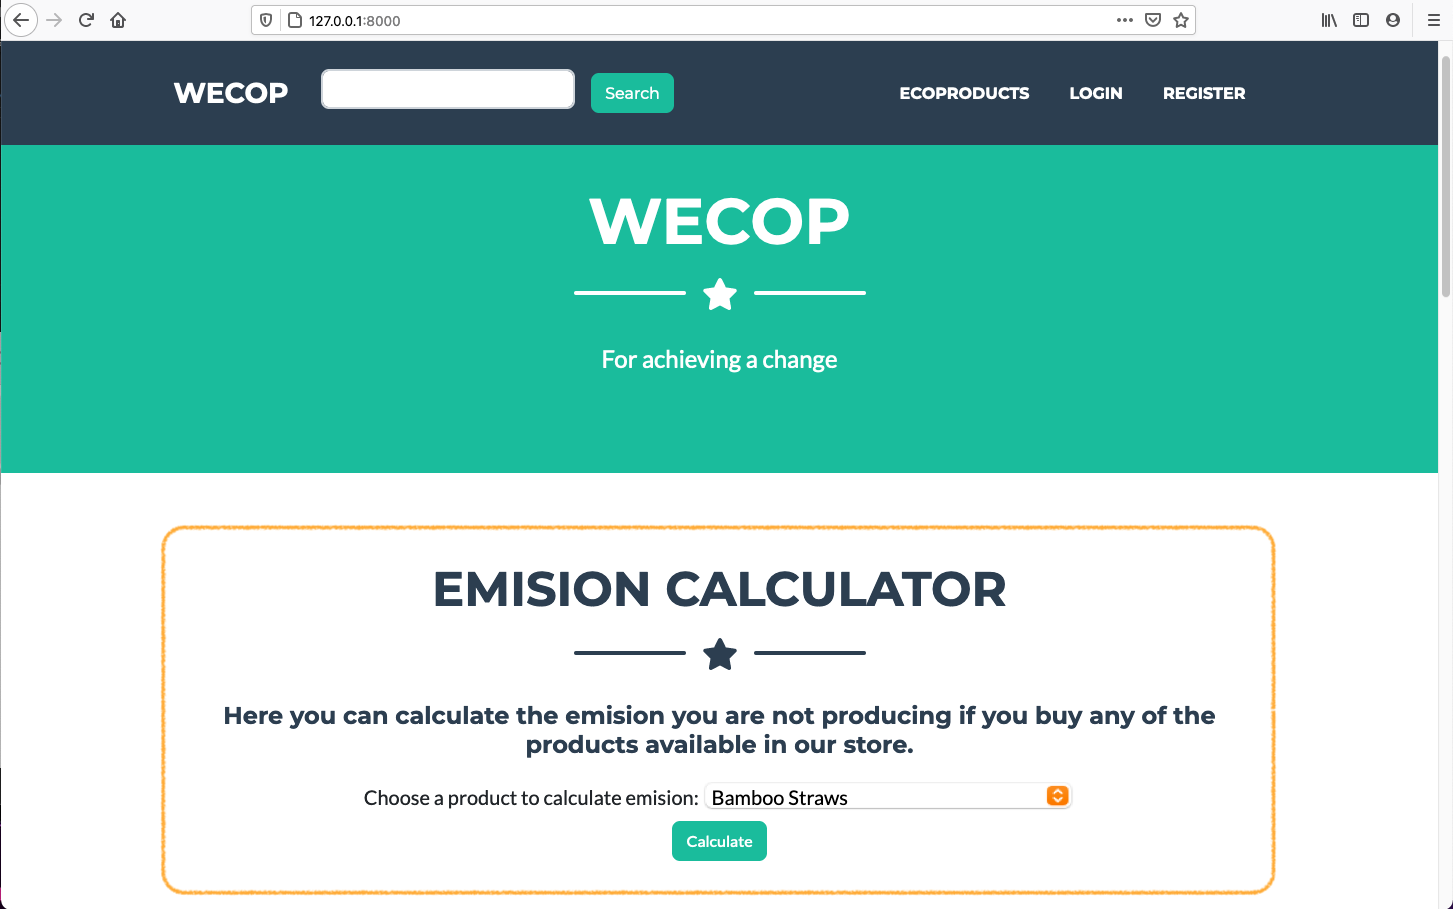 127.0.0.1:8000
WECOP
Search
ECOPRODUCTS
LOGIN
REGISTER
WECOP
For achieving a change
EMISION CALCULATOR
Here you can calculate the emision you are not producing if you buy any of the
products available in our store.
Choose a product to calculate emision: Bamboo Straws
Calculate